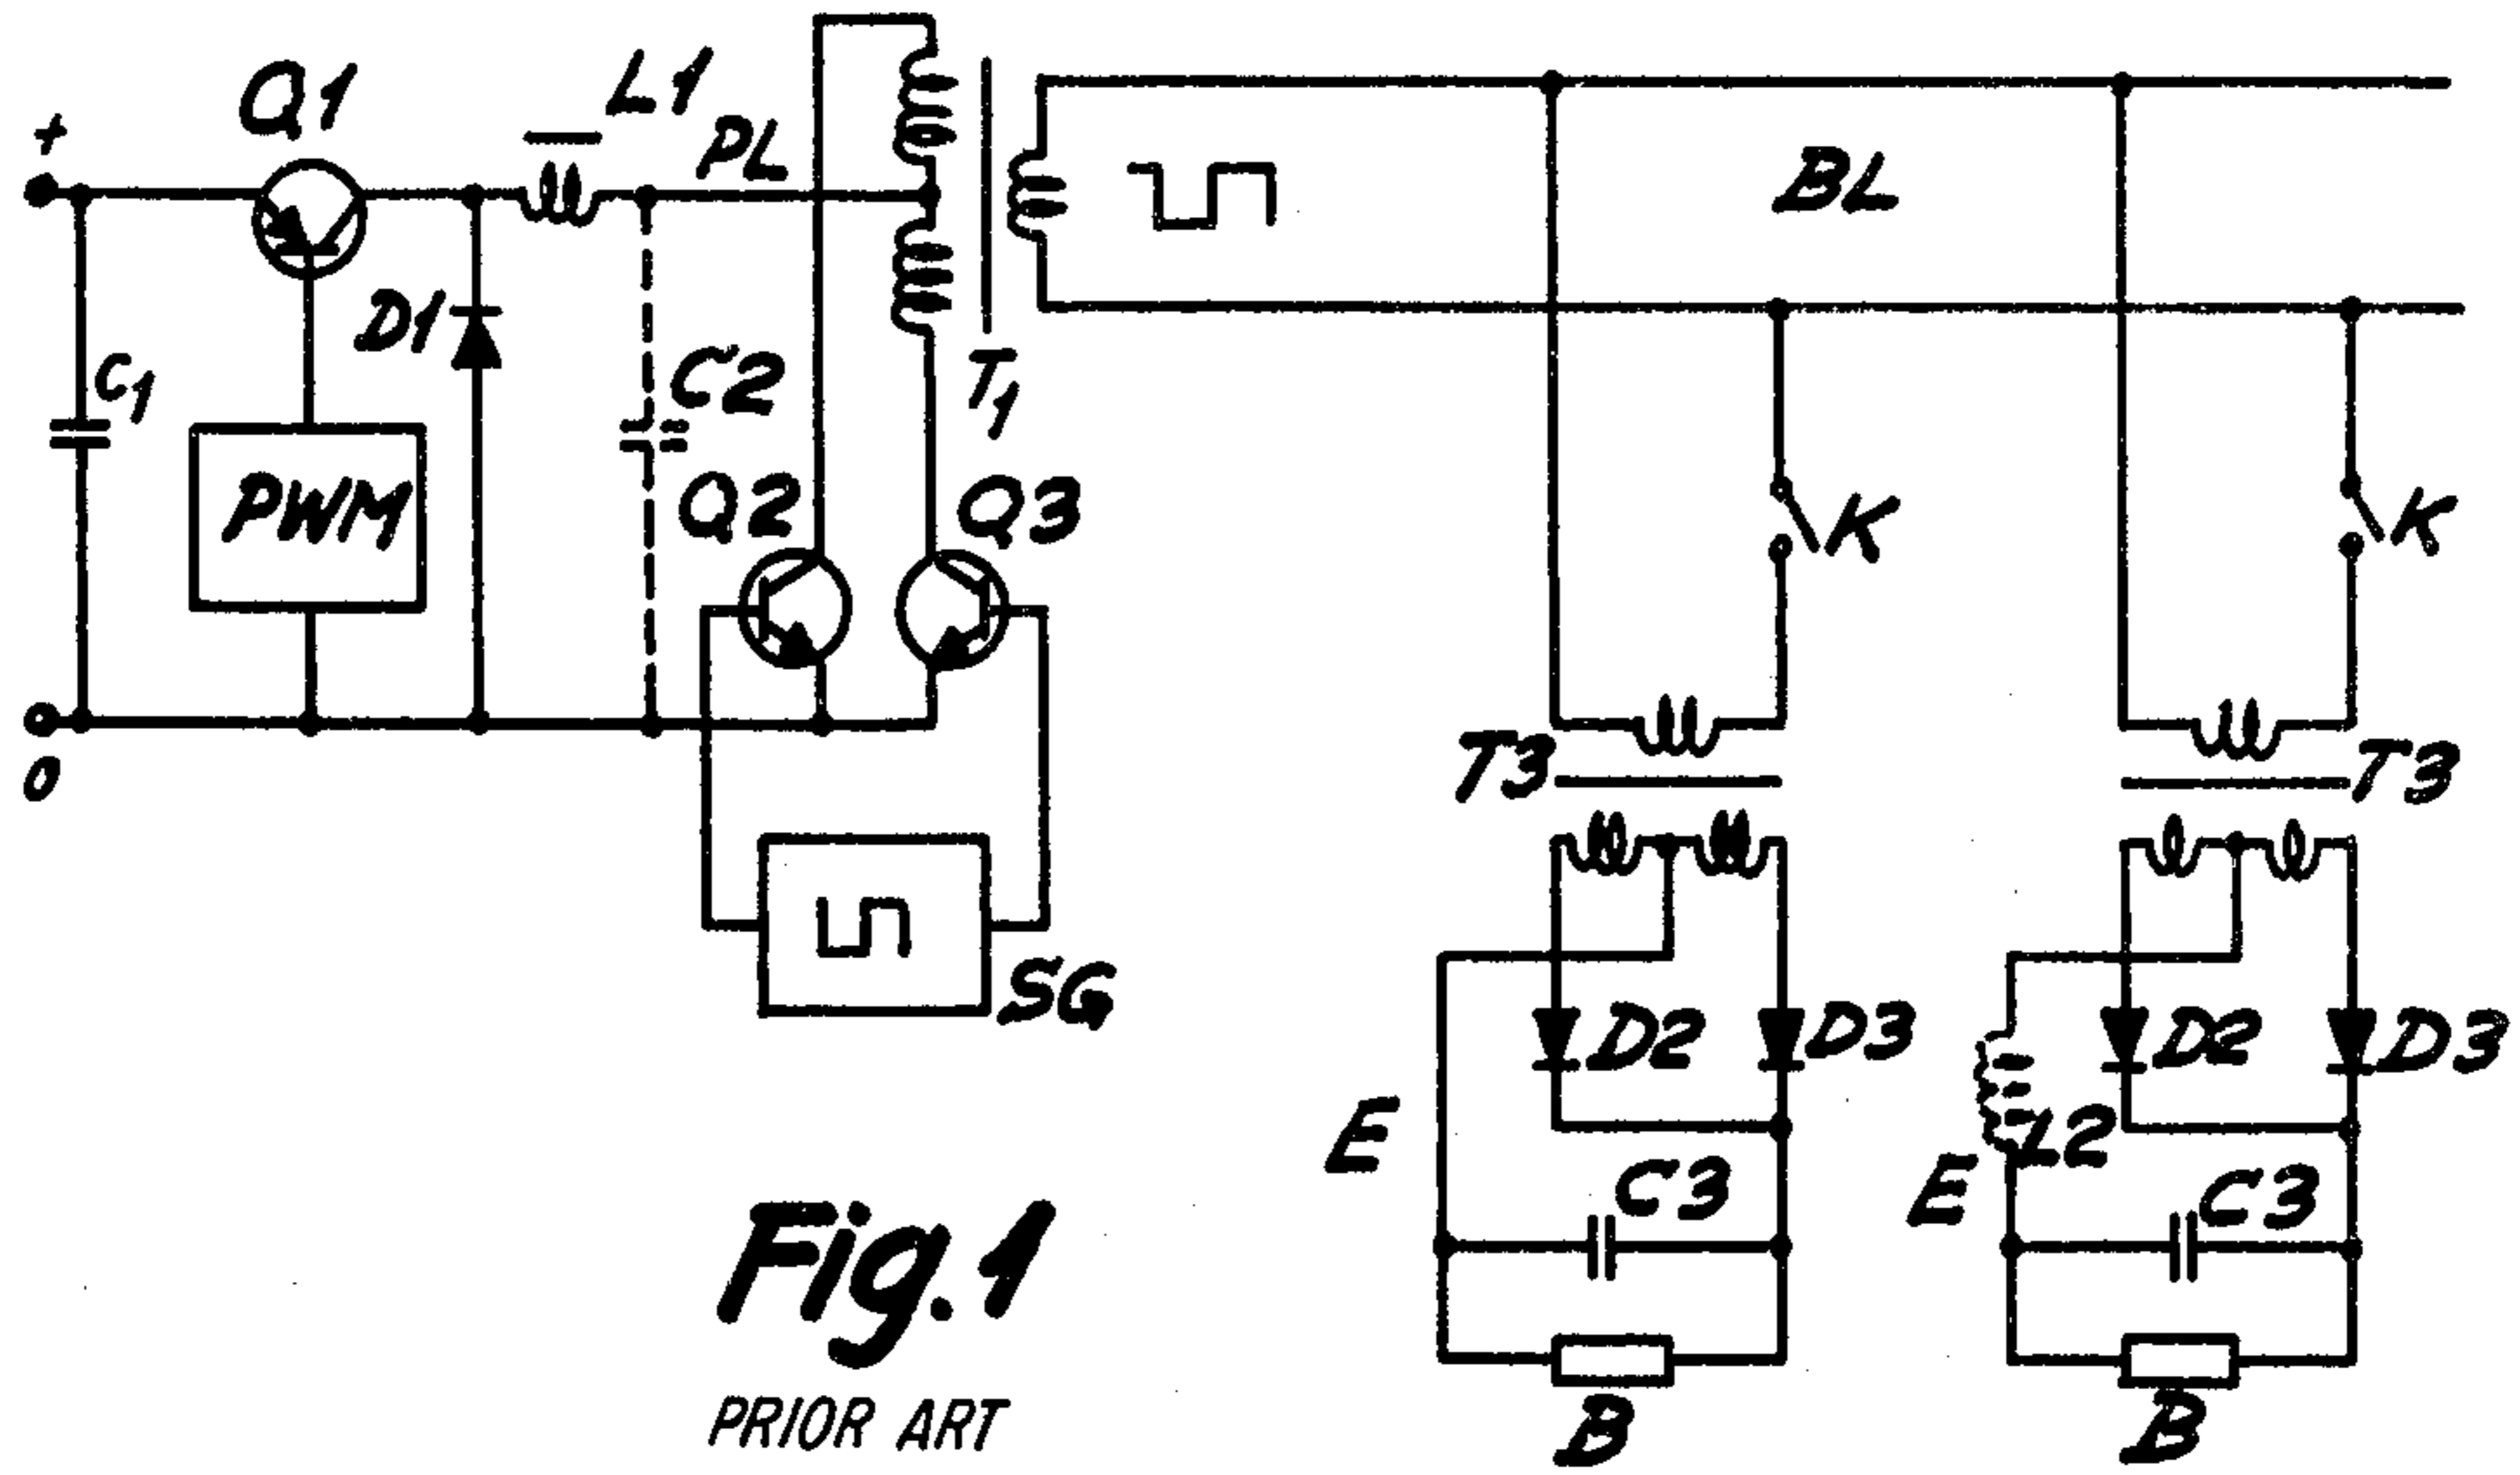 +
Q1
L1
PL
BL
D1
C1
C2
T1
PWM
Q2
Q3
K
K
0
T3
T3
SG
D2
D3
D2
D3
E
L2
E
C3
C3
Fig.1
PRIOR ART
B
B